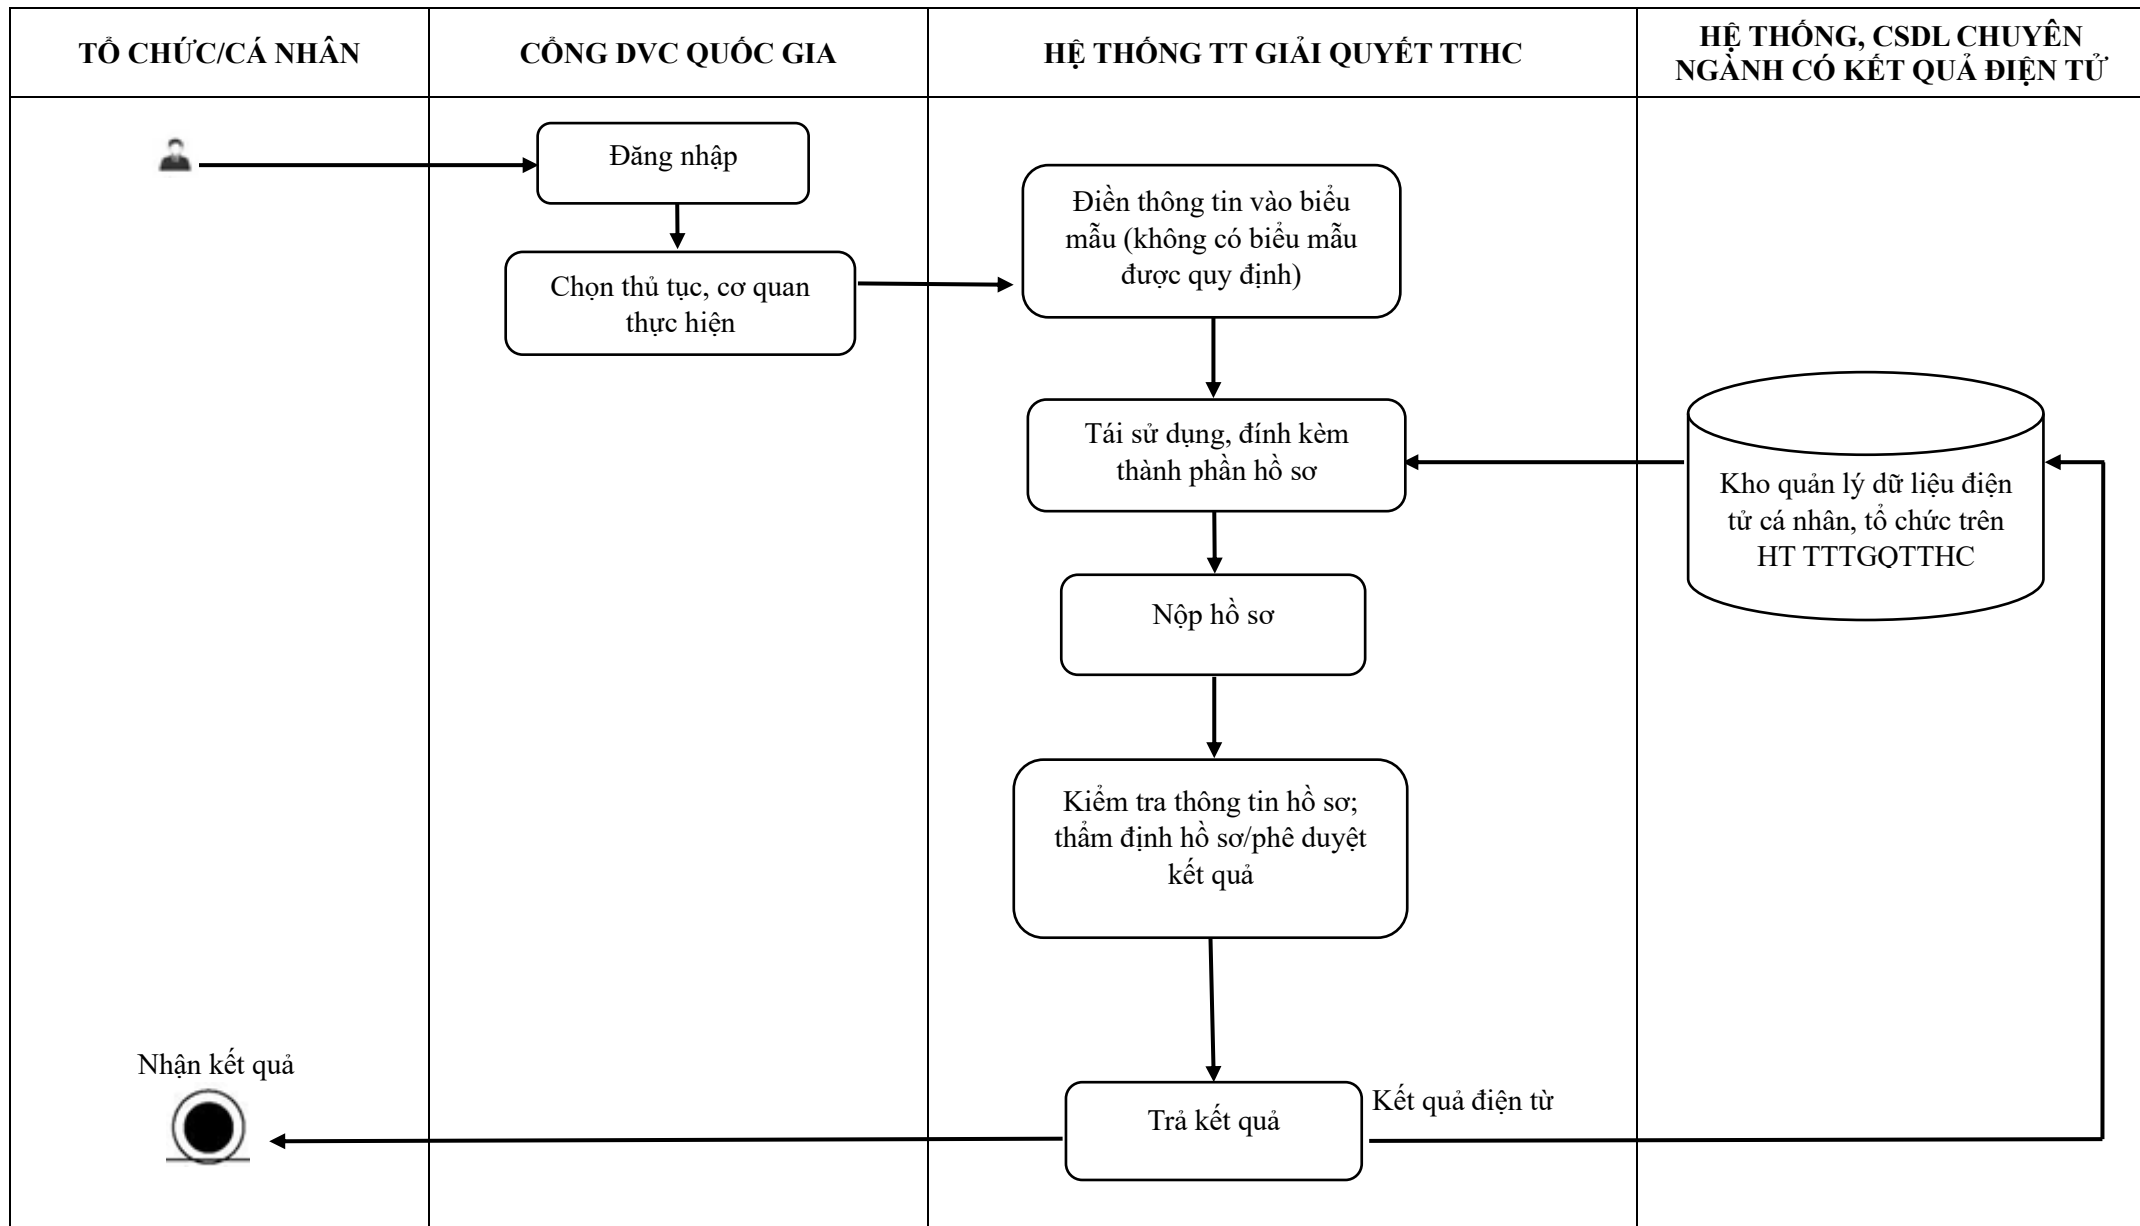 TỔ CHỨC/CÁ NHÂN
CỔNG DVC QUỐC GIA
HỆ THỐNG TT GIẢI QUYẾT TTHC
HỆ THỐNG, CSDL CHUYÊN
NGÀNH CÓ KẾT QUẢ ĐIỆN TỬ
Đăng nhập
Chọn thủ tục, cơ quan
thực hiện
Điền thông tin vào biểu
mẫu (không có biểu mẫu
được quy định)
Tái sử dụng, đính kèm
thành phần hồ sơ
Kho quản lý dữ liệu điện
tử cá nhân, tổ chức trên
HT TTTGQTTHC
Nộp hồ sơ
Kiểm tra thông tin hồ sơ;
thẩm định hồ sơ/phê duyệt
kết quả
Nhận kết quả
Trả kết quả
Kết quả điện từ